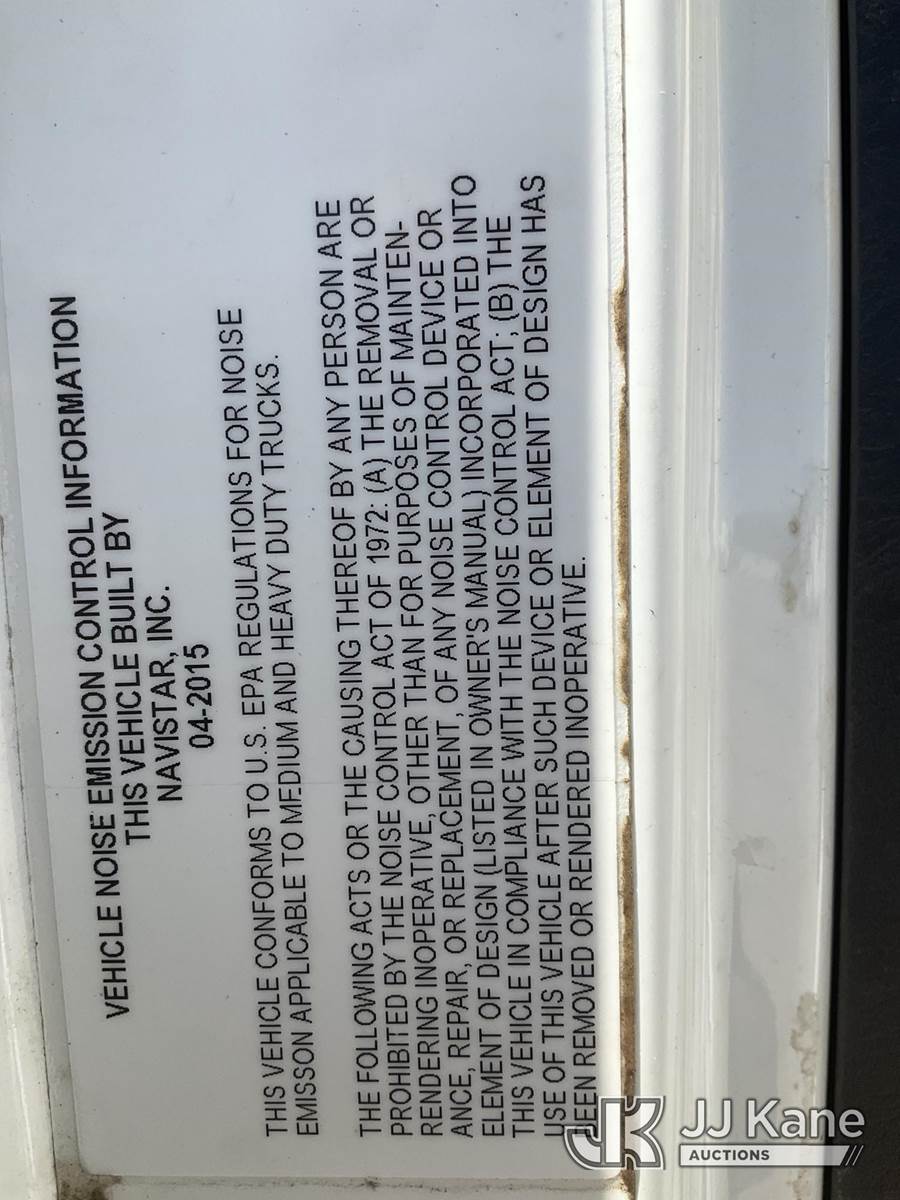 VEHICLE NOISE EMISSION CONTROL INFORMATION
THIS VEHICLE BUILT BY
NAVISTAR, INC.
04-2015
THIS VEHICLE CONFORMS TO U.S. EPA REGULATIONS FOR NOISE
EMISSON APPLICABLE TO MEDIUM AND HEAVY DUTY TRUCKS.
THE FOLLOWING ACTS OR THE CAUSING THEREOF BY ANY PERSON ARE
PROHIBITED BY THE NOISE CONTROL ACT OF 1972: (A) THE REMOVAL OR
RENDERING INOPERATIVE, OTHER THAN FOR PURPOSES OF MAINTEN-
ANCE, REPAIR, OR REPLACEMENT, OF ANY NOISE CONTROL DEVICE OR
ELEMENT OF DESIGN (LISTED IN OWNER'S MANUAL) INCORPORATED INTO
THIS VEHICLE IN COMPLIANCE WITH THE NOISE CONTROL ACT; (B) THE
USE OF THIS VEHICLE AFTER SUCH DEVICE OR ELEMENT OF DESIGN HAS
BEEN REMOVED OR RENDERED INOPERATIVE.
JK JJ Kane
AUCTIONS